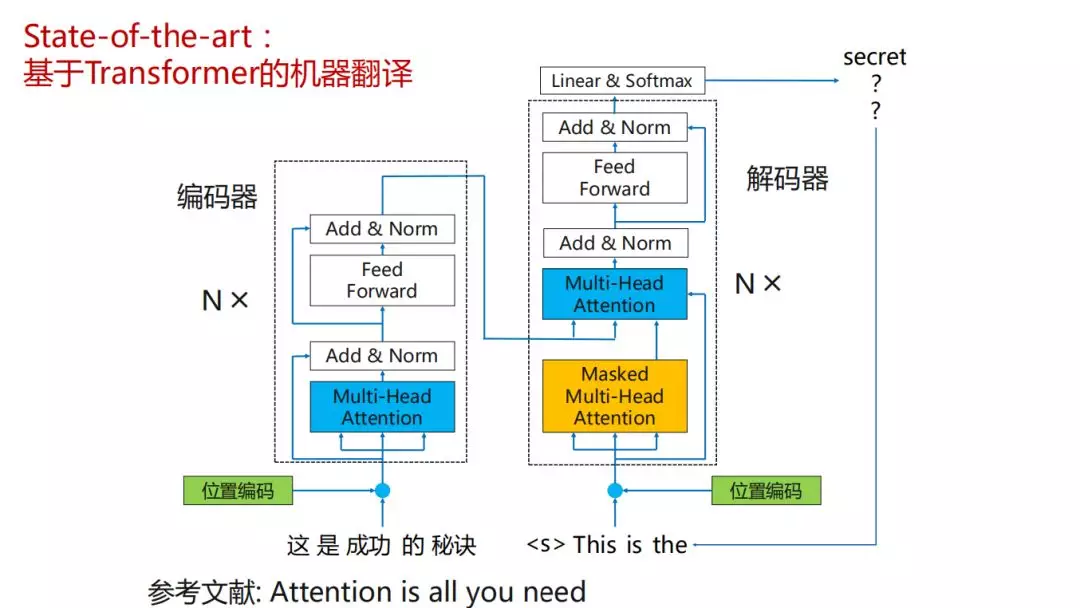 State-of-the-art：
基于Transformer的机器翻译
编码器
N ×
Add & Norm
Feed
Forward
Add & Norm
Multi-Head
Attention
位置编码
这 是 成功 的 秘诀
Linear & Softmax
Add & Norm
Feed
Forward
Add & Norm
Multi-Head
Attention
Masked
Multi-Head
Attention
解码器
N ×
位置编码
<s> This is the
secret
?
?
参考文献: Attention is all you need